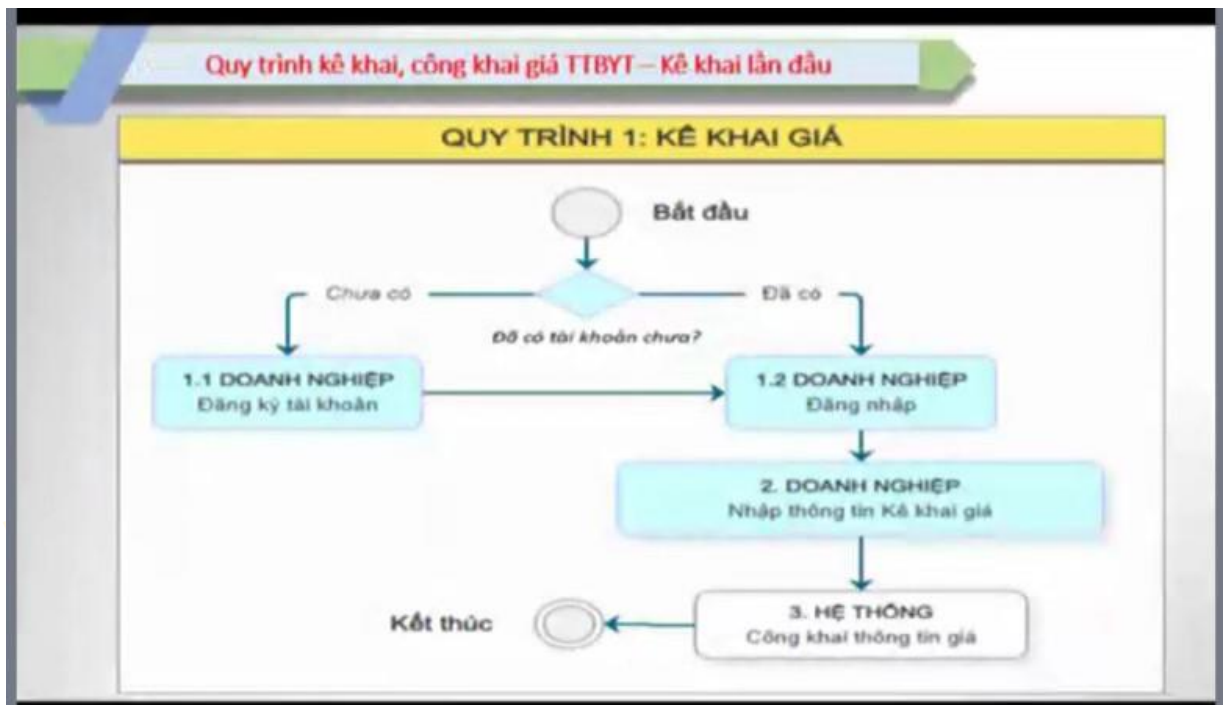 Quy trình kê khai, công khai giá TTBYT – Kê khai lần đầu
QUY TRÌNH 1: KÊ KHAI GIÁ
Bắt đầu
Chưa có
Đã có
Đã có tài khoản chưa?
1.1 DOANH NGHIỆP
Đăng ký tài khoản
1.2 DOANH NGHIỆP
Đăng nhập
2. DOANH NGHIỆP
Nhập thông tin Kê khai giá
3. HỆ THỐNG
Công khai thông tin giá
Kết thúc